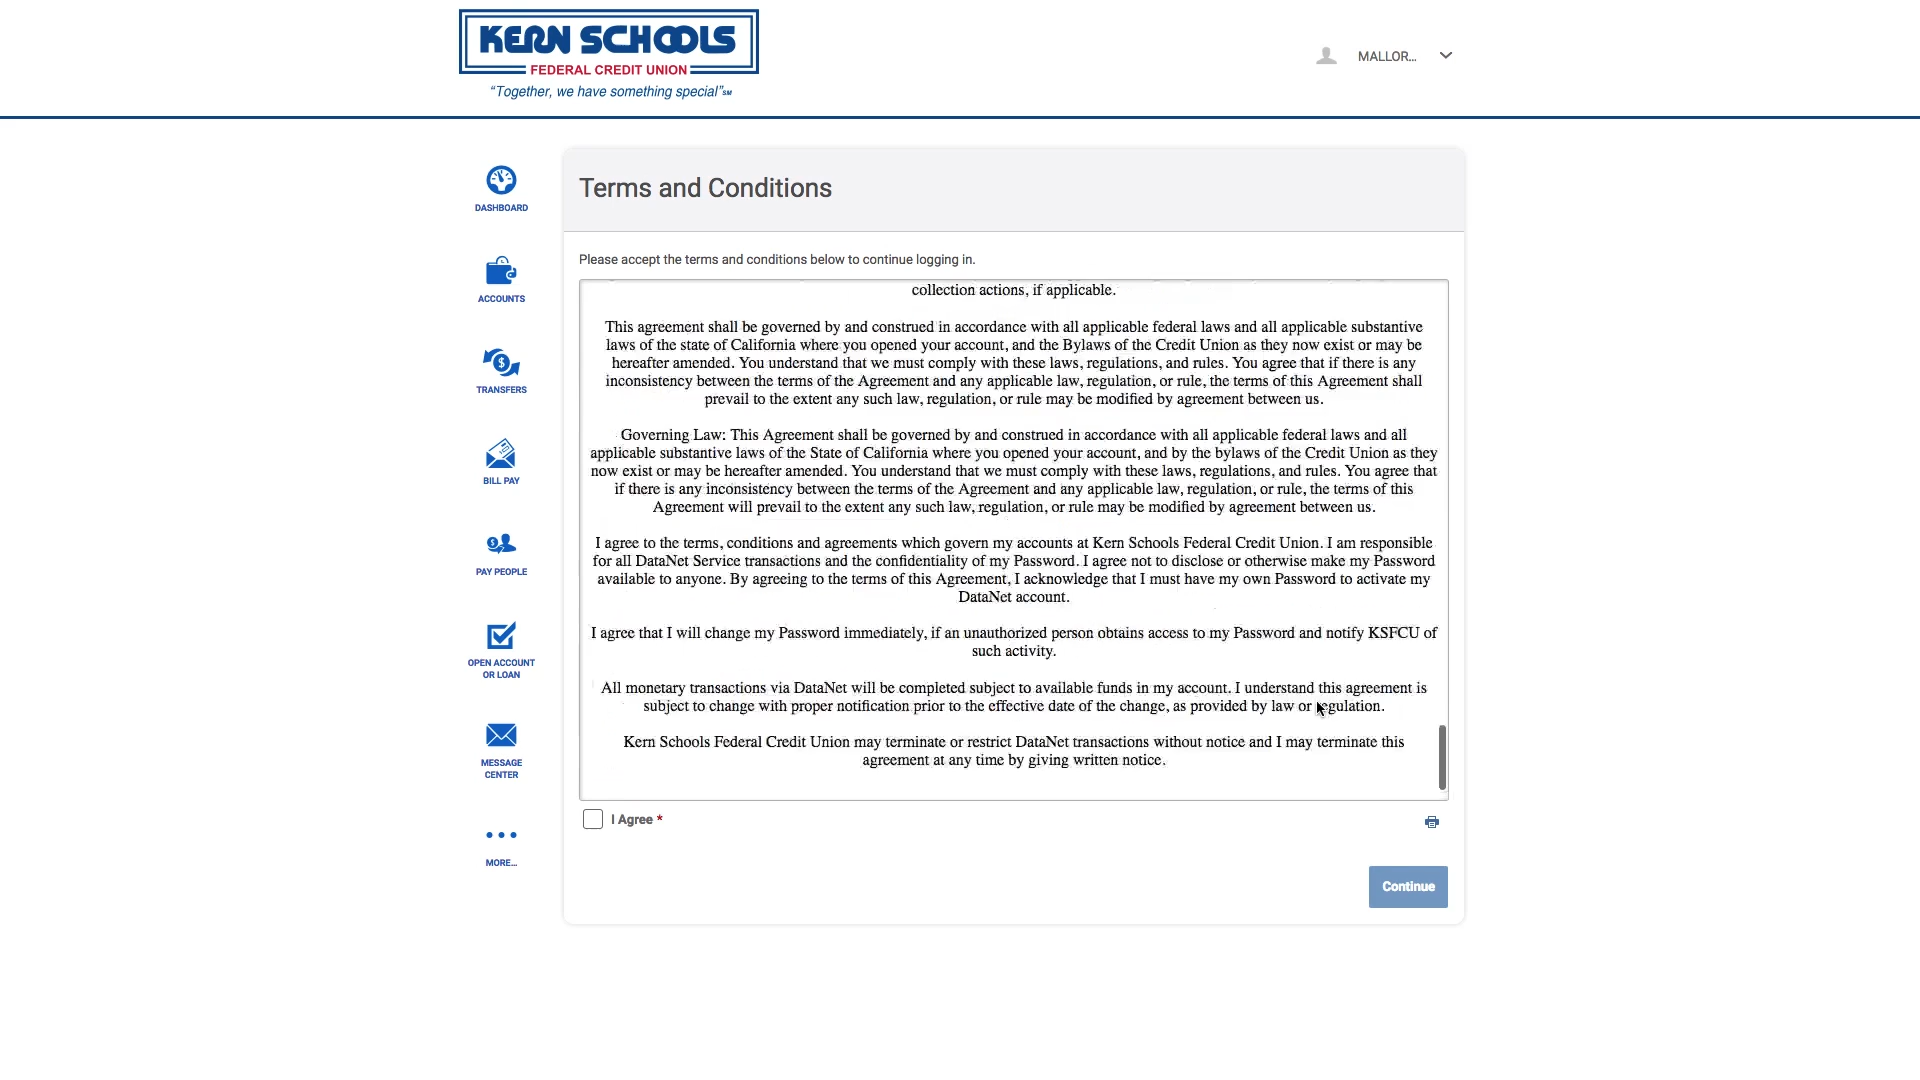 KERN SCHOOLS
FEDERAL CREDIT UNION
“Together, we have something special”SM
MALLOR...
DASHBOARD
ACCOUNTS
TRANSFERS
BILL PAY
PAY PEOPLE
OPEN ACCOUNT
OR LOAN
MESSAGE
CENTER
MORE...
Terms and Conditions
Please accept the terms and conditions below to continue logging in.
collection actions, if applicable.
This agreement shall be governed by and construed in accordance with all applicable federal laws and all applicable substantive
laws of the state of California where you opened your account, and the Bylaws of the Credit Union as they now exist or may be
hereafter amended. You understand that we must comply with these laws, regulations, and rules. You agree that if there is any
inconsistency between the terms of the Agreement and any applicable law, regulation, or rule, the terms of this Agreement shall
prevail to the extent any such law, regulation, or rule may be modified by agreement between us.
Governing Law: This Agreement shall be governed by and construed in accordance with all applicable federal laws and all
applicable substantive laws of the State of California where you opened your account, and by the bylaws of the Credit Union as they
now exist or may be hereafter amended. You understand that we must comply with these laws, regulations, and rules. You agree that
if there is any inconsistency between the terms of the Agreement and any applicable law, regulation, or rule, the terms of this
Agreement will prevail to the extent any such law, regulation, or rule may be modified by agreement between us.
I agree to the terms, conditions and agreements which govern my accounts at Kern Schools Federal Credit Union. I am responsible
for all DataNet Service transactions and the confidentiality of my Password. I agree not to disclose or otherwise make my Password
available to anyone. By agreeing to the terms of this Agreement, I acknowledge that I must have my own Password to activate my
DataNet account.
I agree that I will change my Password immediately, if an unauthorized person obtains access to my Password and notify KSFCU of
such activity.
All monetary transactions via DataNet will be completed subject to available funds in my account. I understand this agreement is
subject to change with proper notification prior to the effective date of the change, as provided by law or regulation.
Kern Schools Federal Credit Union may terminate or restrict DataNet transactions without notice and I may terminate this
agreement at any time by giving written notice.
I Agree *
Continue